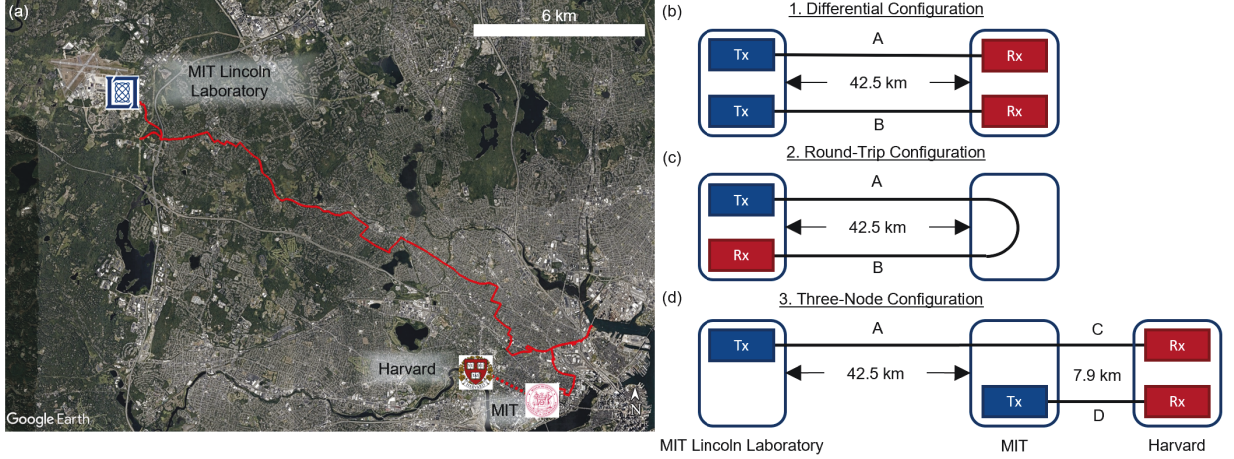 (a)
6 km
MIT Lincoln
Laboratory
Harvard
MIT
N
Google Earth
(b)
1. Differential Configuration
A
Tx
Rx
42.5 km
Tx
Rx
B
(c)
2. Round-Trip Configuration
A
Tx
42.5 km
Rx
B
(d)
3. Three-Node Configuration
A
C
Tx
Rx
42.5 km
7.9 km
Tx
Rx
D
MIT Lincoln Laboratory
MIT
Harvard